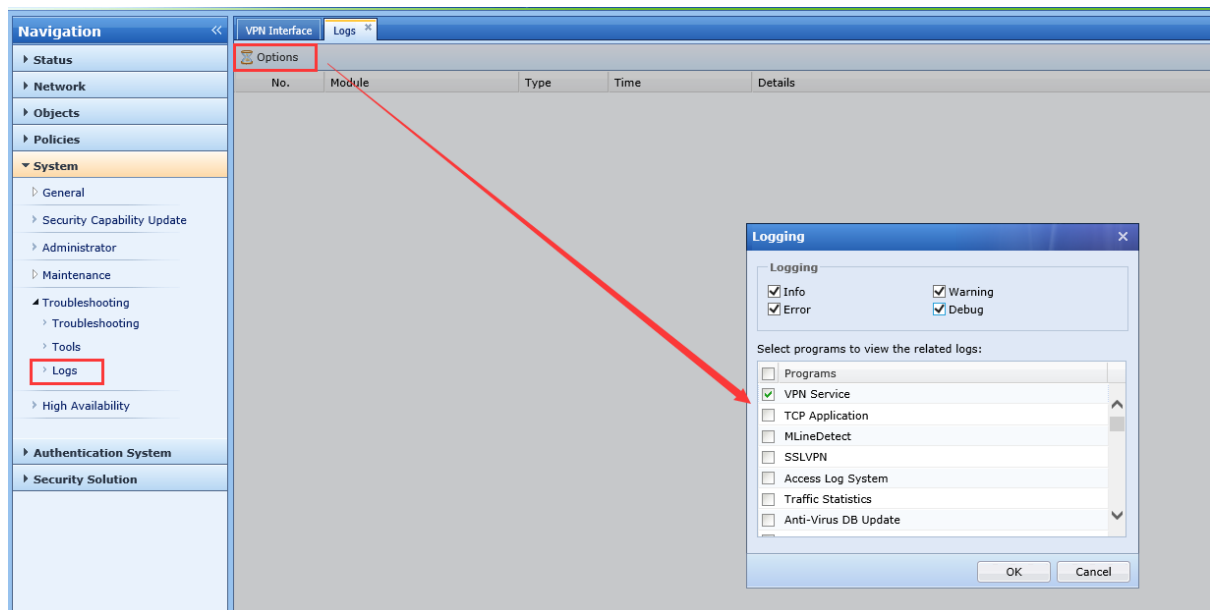 Navigation
VPN Interface
Logs
Status
Network
Objects
Policies
System
General
Security Capability Update
Administrator
Maintenance
Troubleshooting
Troubleshooting
Tools
Logs
High Availability
Authentication System
Security Solution
Options
No. Module Type Time Details
Logging
Logging
Info Warning
Error Debug
Select programs to view the related logs:
Programs
VPN Service
TCP Application
MLineDetect
SSLVPN
Access Log System
Traffic Statistics
Anti-Virus DB Update
OK Cancel